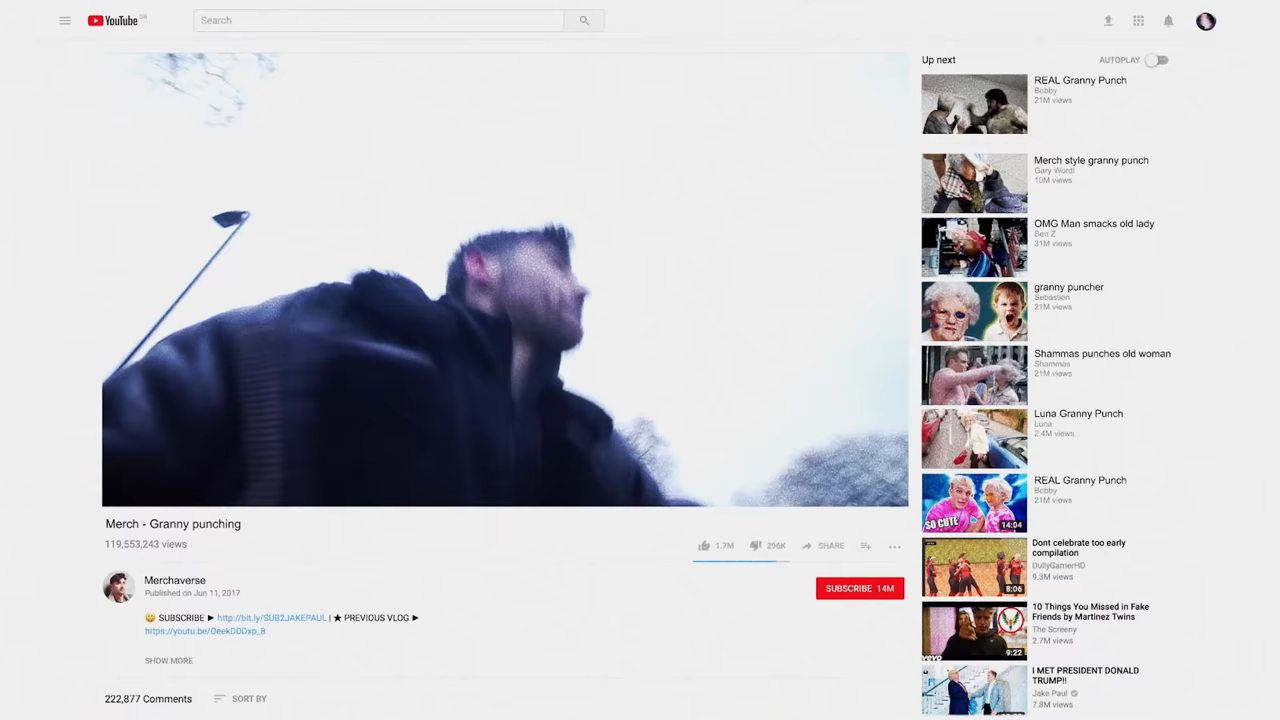 YouTube GB
Search
Merch - Granny punching
119,553,243 views
1.7M
296K
SHARE
Merchaverse
Published on Jun 11, 2017
SUBSCRIBE 14M
😃 SUBSCRIBE ► http://bit.ly/SUB2JAKEPAUL | ★ PREVIOUS VLOG ►
https://youtu.be/OeekDDDxp_8
SHOW MORE
222,877 Comments
SORT BY
Up next
AUTOPLAY
REAL Granny Punch
Bobby
21M views
Merch style granny punch
Gary Wordl
10M views
OMG Man smacks old lady
Ben Z
31M views
granny puncher
Sebastien
21M views
Shammas punches old woman
Shammas
21M views
Luna Granny Punch
Luna
2.4M views
SO CUTE
14:04
REAL Granny Punch
Bobby
21M views
8:06
Dont celebrate too early
compilation
DullyGamerHD
9.3M views
vevo
9:22
10 Things You Missed in Fake
Friends by Martinez Twins
The Screeny
2.7M views
I MET PRESIDENT DONALD
TRUMP!!
Jake Paul
7.8M views